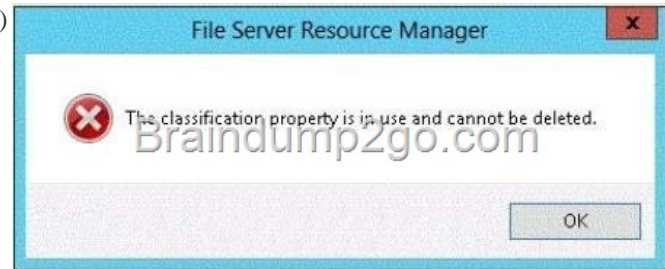 )
File Server Resource Manager
x
The classification property is in use and cannot be deleted.
Braindump2go.com
OK